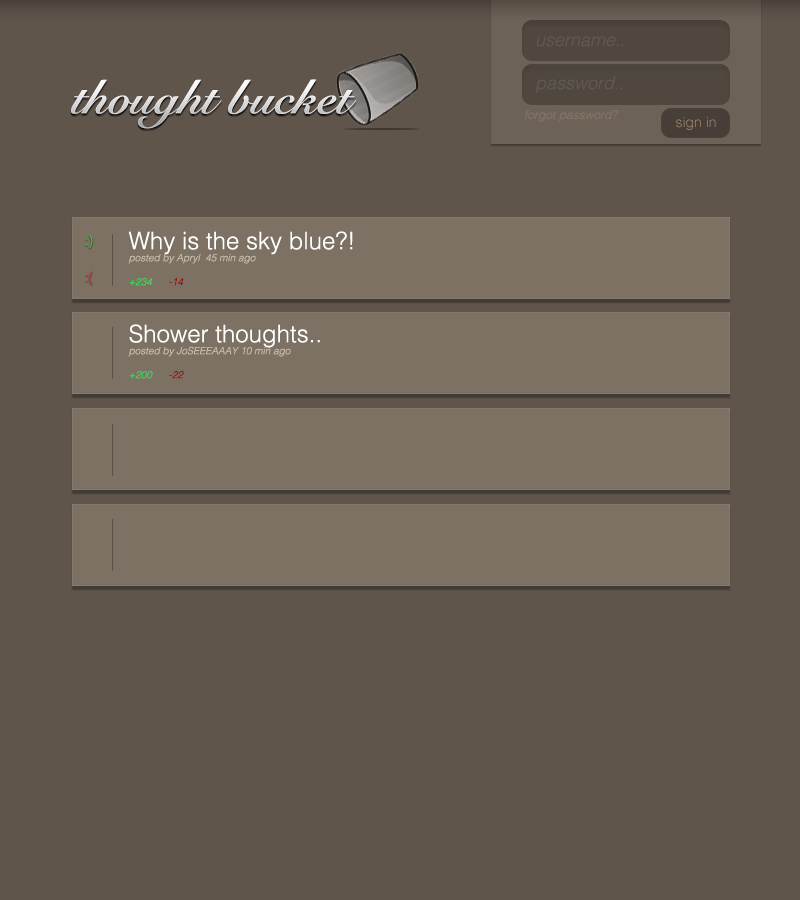 thought bucket
username..
password..
forgot password?
sign in
:)
Why is the sky blue?!
posted by Apryl 45 min ago
:(
+234 -14
Shower thoughts..
posted by JoSEEEAAAY 10 min ago
+200 -22